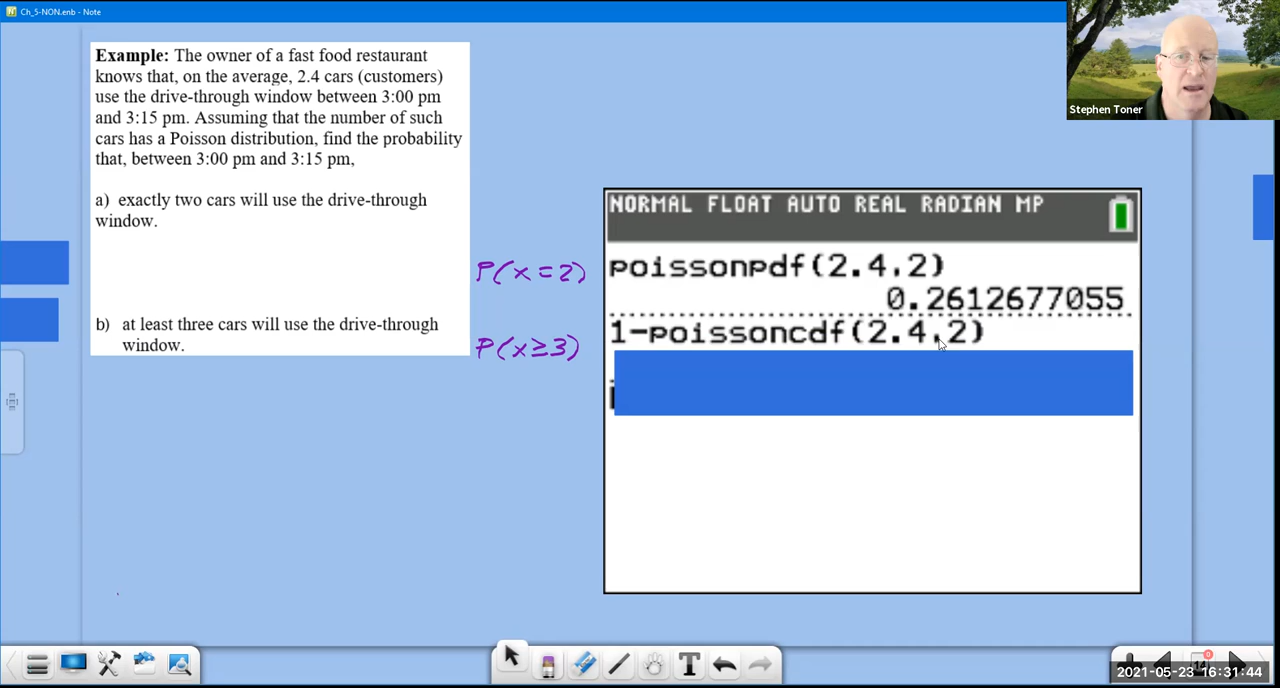 Ch_5-NON.enb - Note
Example: The owner of a fast food restaurant
knows that, on the average, 2.4 cars (customers)
use the drive-through window between 3:00 pm
and 3:15 pm. Assuming that the number of such
cars has a Poisson distribution, find the probability
that, between 3:00 pm and 3:15 pm,
a) exactly two cars will use the drive-through
window.
b) at least three cars will use the drive-through
window.
P(x=2)
P(x≥3)
Stephen Toner
NORMAL FLOAT AUTO REAL RADIAN MP
poissonpdf(2.4,2)
0.2612677055
1-poissoncdf(2.4,2)
T
2021-05-23 16:31:44